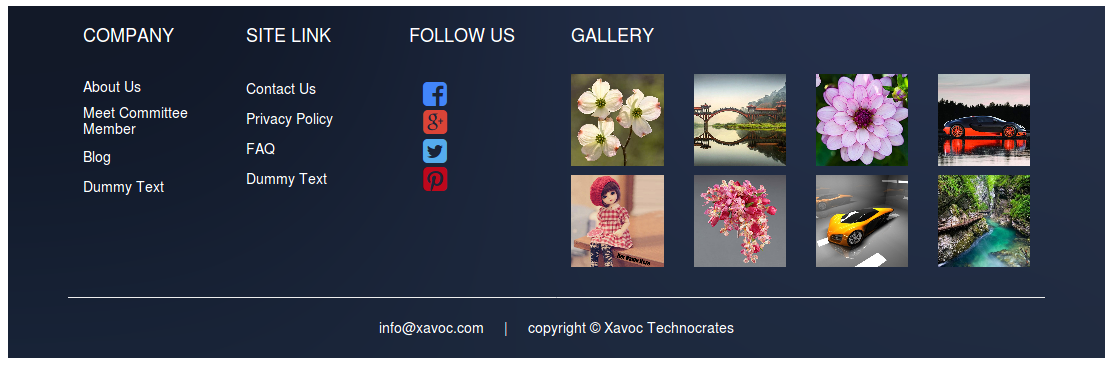 COMPANY
About Us
Meet Committee
Member
Blog
Dummy Text
SITE LINK
Contact Us
Privacy Policy
FAQ
Dummy Text
FOLLOW US
GALLERY
info@xavoc.com | copyright © Xavoc Technocrates